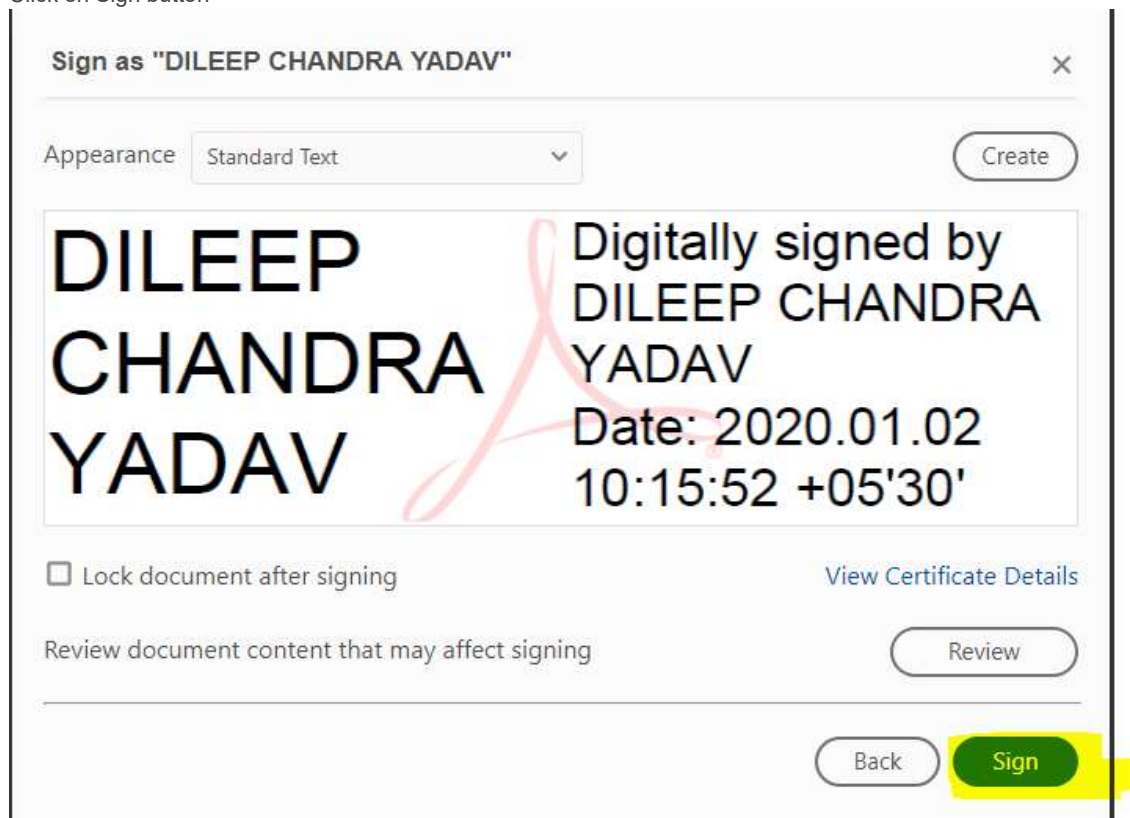 Click on Sign button
Sign as "DILEEP CHANDRA YADAV"
Appearance Standard Text Create
DILEEP
CHANDRA
YADAV
Digitally signed by
DILEEP CHANDRA
YADAV
Date: 2020.01.02
10:15:52 +05'30'
Lock document after signing View Certificate Details
Review document content that may affect signing Review
Back Sign